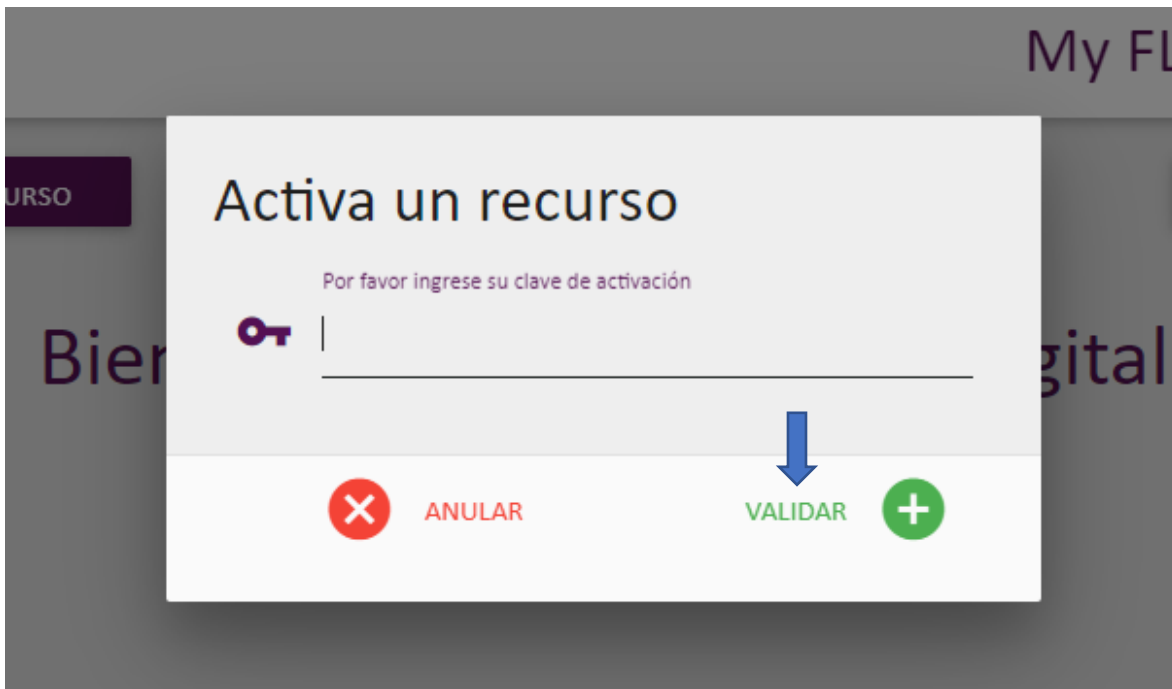 My FL
URSO
Activa un recurso
Por favor ingrese su clave de activación
Bien
gital
ANULAR
VALIDAR